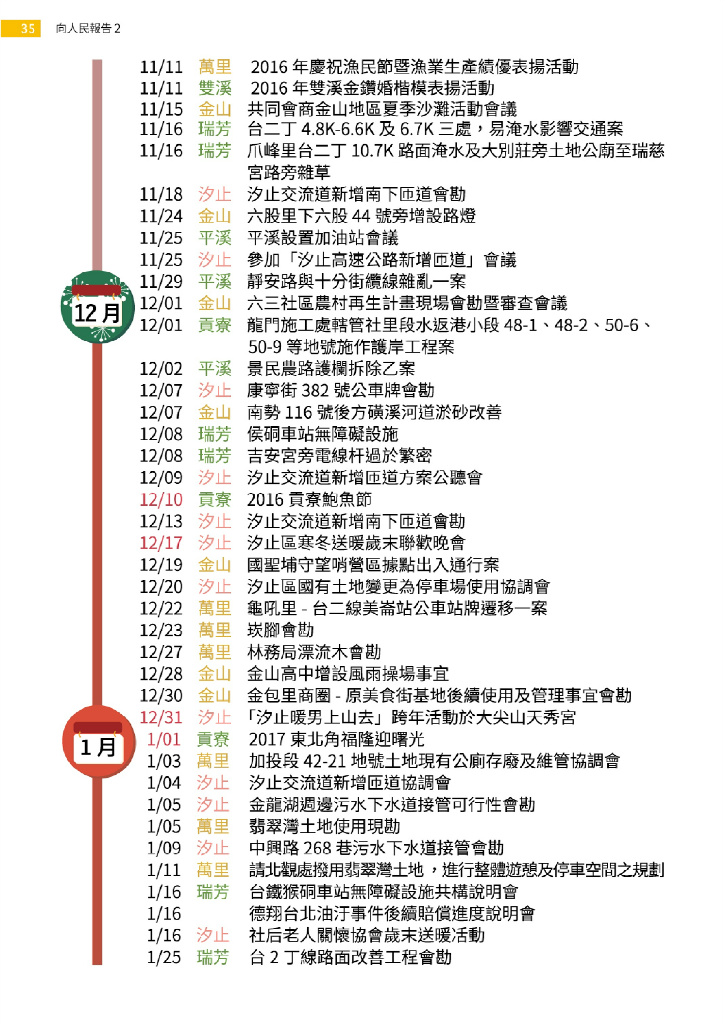 35 向人民報告 2
11/11 萬里 2016 年慶祝漁民節暨漁業生產績優表揚活動
11/11 雙溪 2016 年雙溪金鑽婚楷模表揚活動
11/15 金山 共同會商金山地區夏季沙灘活動會議
11/16 瑞芳 台二丁 4.8K-6.6K 及 6.7K 三處，易淹水影響交通案
11/16 瑞芳 爪峰里台二丁 10.7K 路面淹水及大別莊旁土地公廟至瑞慈
宮路旁雜草
11/18 汐止 汐止交流道新增南下匝道會勘
11/24 金山 六股里下六股 44 號旁增設路燈
11/25 平溪 平溪設置加油站會議
11/25 汐止 參加「汐止高速公路新增匝道」會議
11/29 平溪 靜安路與十分街纜線雜亂一案
12 月
12/01 金山 六三社區農村再生計畫現場會勘暨審查會議
12/01 貢寮 龍門施工處轄管社里段水返港小段 48-1、48-2、50-6、
50-9 等地號施作護岸工程案
12/02 平溪 景民農路護欄拆除乙案
12/07 汐止 康寧街 382 號公車牌會勘
12/07 金山 南勢 116 號後方磺溪河道淤砂改善
12/08 瑞芳 侯硐車站無障礙設施
12/08 瑞芳 吉安宮旁電線杆過於繁密
12/09 汐止 汐止交流道新增匝道方案公聽會
12/10 貢寮 2016 貢寮鮑魚節
12/13 汐止 汐止交流道新增南下匝道會勘
12/17 汐止 汐止區寒冬送暖歲末聯歡晚會
12/19 金山 國聖埔守望哨營區據點出入通行案
12/20 汐止 汐止區國有土地變更為停車場使用協調會
12/22 萬里 龜吼里 - 台二線美崙站公車站牌遷移一案
12/23 萬里 崁腳會勘
12/27 萬里 林務局漂流木會勘
12/28 金山 金山高中增設風雨操場事宜
12/30 金山 金包里商圈 - 原美食街基地後續使用及管理事宜會勘
12/31 汐止 「汐止暖男上山去」跨年活動於大尖山天秀宮
1 月
1/01 貢寮 2017 東北角福隆迎曙光
1/03 萬里 加投段 42-21 地號土地現有公廁存廢及維管協調會
1/04 汐止 汐止交流道新增匝道協調會
1/05 汐止 金龍湖週邊污水下水道接管可行性會勘
1/05 萬里 翡翠灣土地使用現勘
1/09 汐止 中興路 268 巷污水下水道接管會勘
1/11 萬里 請北觀處撥用翡翠灣土地，進行整體遊憩及停車空間之規劃
1/16 瑞芳 台鐵猴硐車站無障礙設施共構說明會
1/16 德翔台北油汙事件後續賠償進度說明會
1/16 汐止 社后老人關懷協會歲末送暖活動
1/25 瑞芳 台 2 丁線路面改善工程會勘